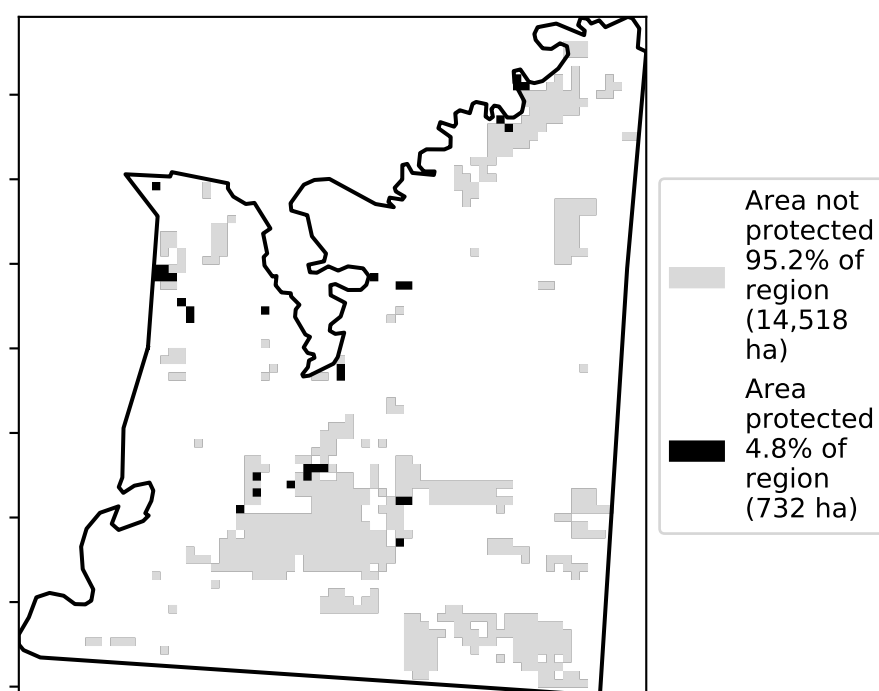 Area not
protected
95.2% of
region
(14,518
ha)
Area
protected
4.8% of
region
(732 ha)